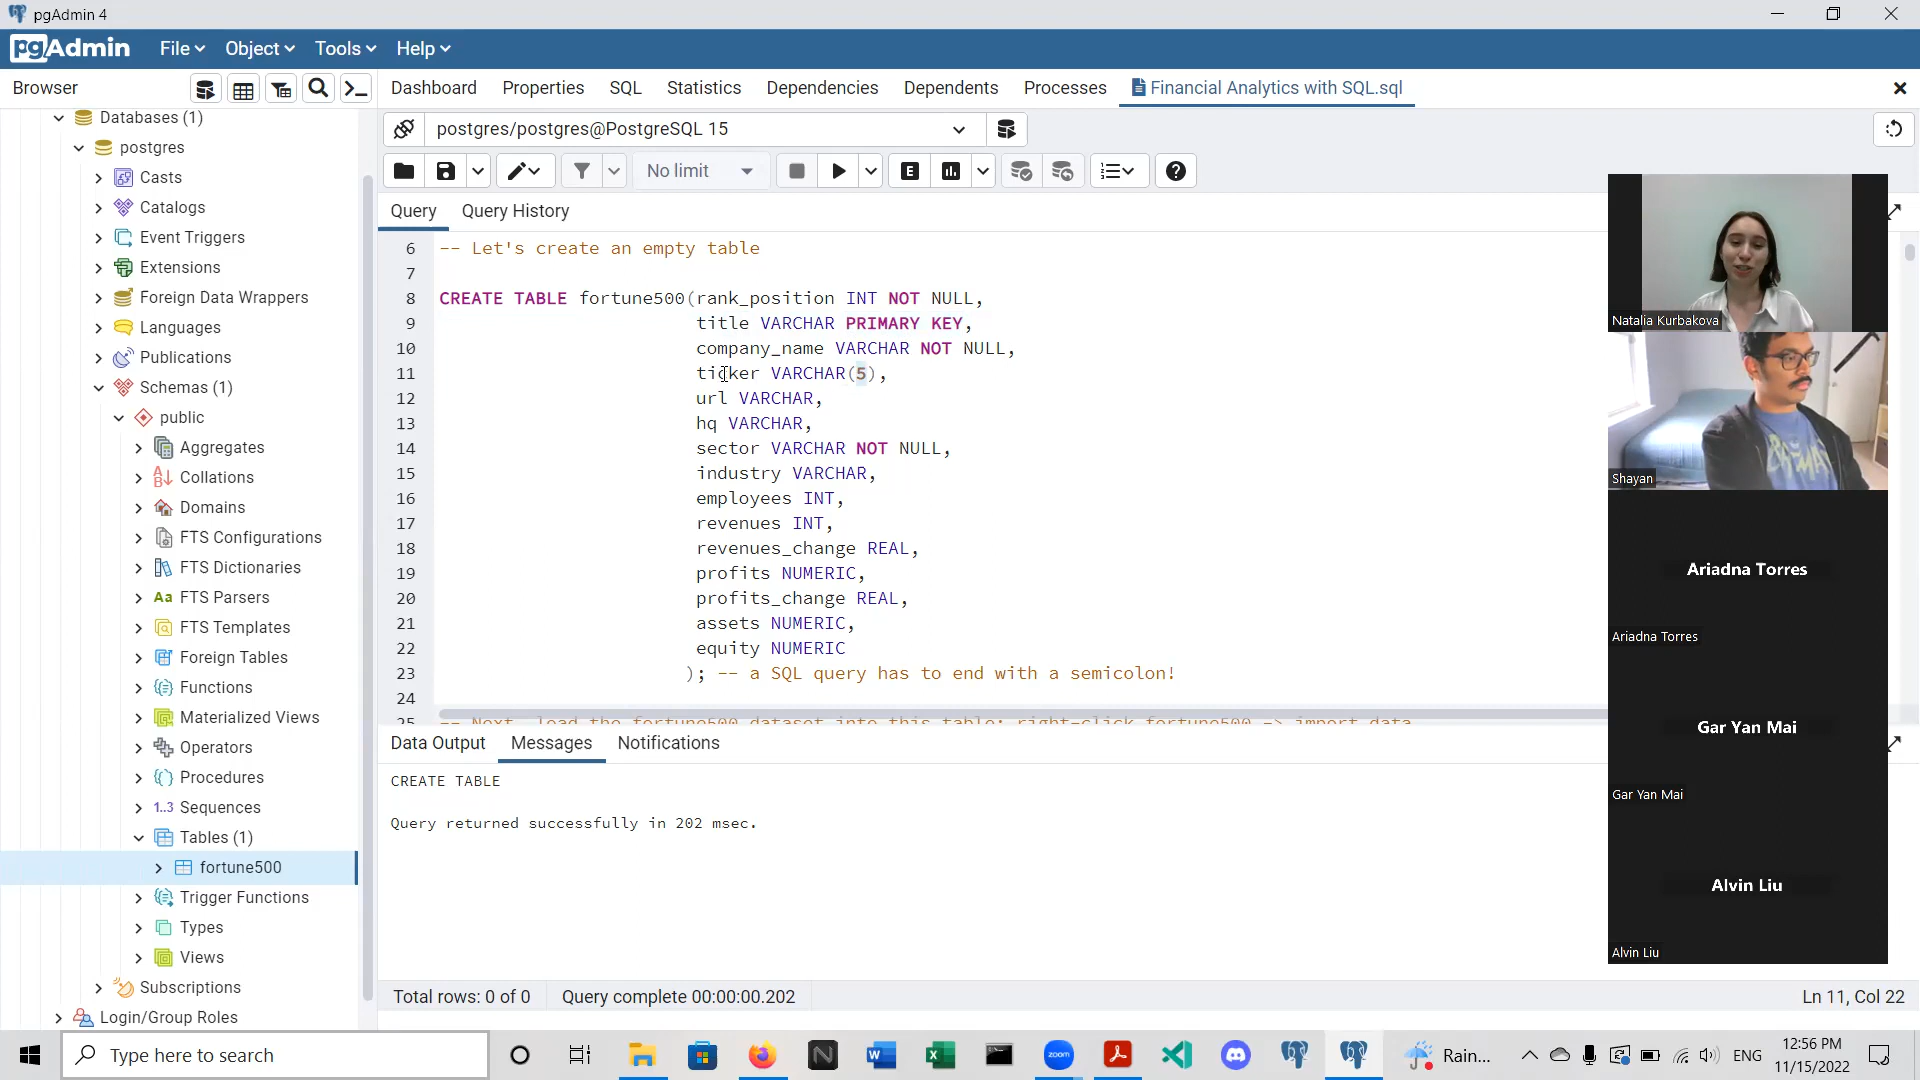 pgAdmin 4
pgAdmin File Object Tools Help
Browser Dashboard Properties SQL Statistics Dependencies Dependents Processes Financial Analytics with SQL.sql
Databases (1)
postgres
Casts
Catalogs
Event Triggers
Extensions
Foreign Data Wrappers
Languages
Publications
Schemas (1)
public
Aggregates
Collations
Domains
FTS Configurations
FTS Dictionaries
Aa FTS Parsers
FTS Templates
Foreign Tables
Functions
Materialized Views
Operators
Procedures
1..3 Sequences
Tables (1)
fortune500
Trigger Functions
Types
Views
Subscriptions
Login/Group Roles
postgres/postgres@PostgreSQL 15
No limit E
Query Query History
6 -- Let's create an empty table
7
8 CREATE TABLE fortune500(rank_position INT NOT NULL,
9 title VARCHAR PRIMARY KEY,
10 company_name VARCHAR NOT NULL,
11 ticker VARCHAR(5),
12 url VARCHAR,
13 hq VARCHAR,
14 sector VARCHAR NOT NULL,
15 industry VARCHAR,
16 employees INT,
17 revenues INT,
18 revenues_change REAL,
19 profits NUMERIC,
20 profits_change REAL,
21 assets NUMERIC,
22 equity NUMERIC
23 ); -- a SQL query has to end with a semicolon!
24
25 -- Next, load the fortune500 dataset into this table: right-click fortune500 -> import data
Data Output Messages Notifications
CREATE TABLE
Query returned successfully in 202 msec.
Total rows: 0 of 0 Query complete 00:00:00.202 Ln 11, Col 22
Natalia Kurbakova
Shayan
Ariadna Torres
Ariadna Torres
Gar Yan Mai
Gar Yan Mai
Alvin Liu
Alvin Liu
Type here to search
zoom
Rain...
ENG
12:56 PM
11/15/2022